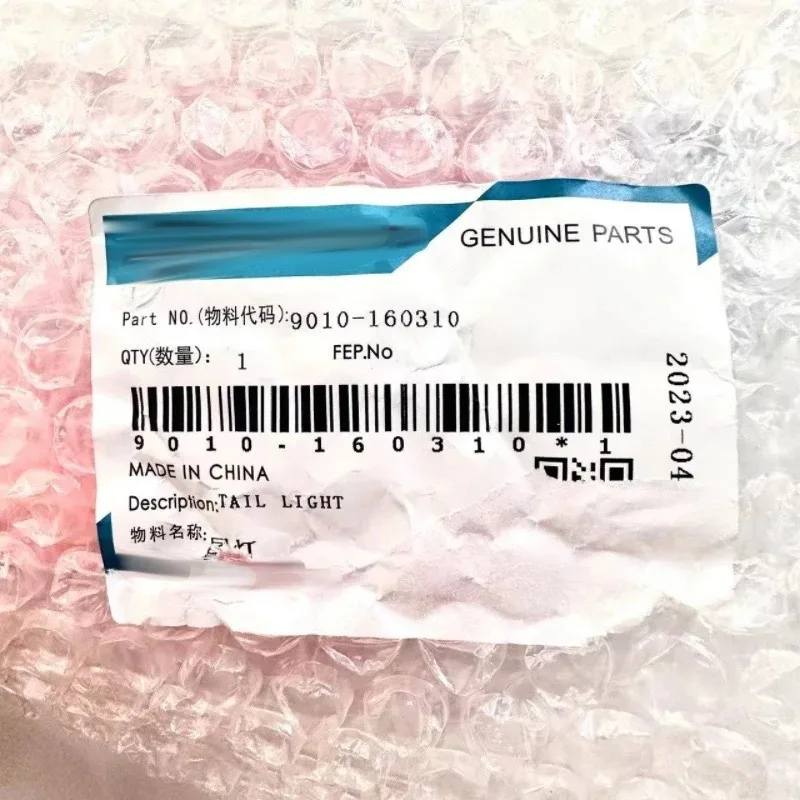 GENUINE PARTS
Part NO.(物料代码):9010-160310
QTY(数量): 1 FEP.No
9010-160310*1
2023-04
MADE IN CHINA
Description:TAIL LIGHT
物料名称: